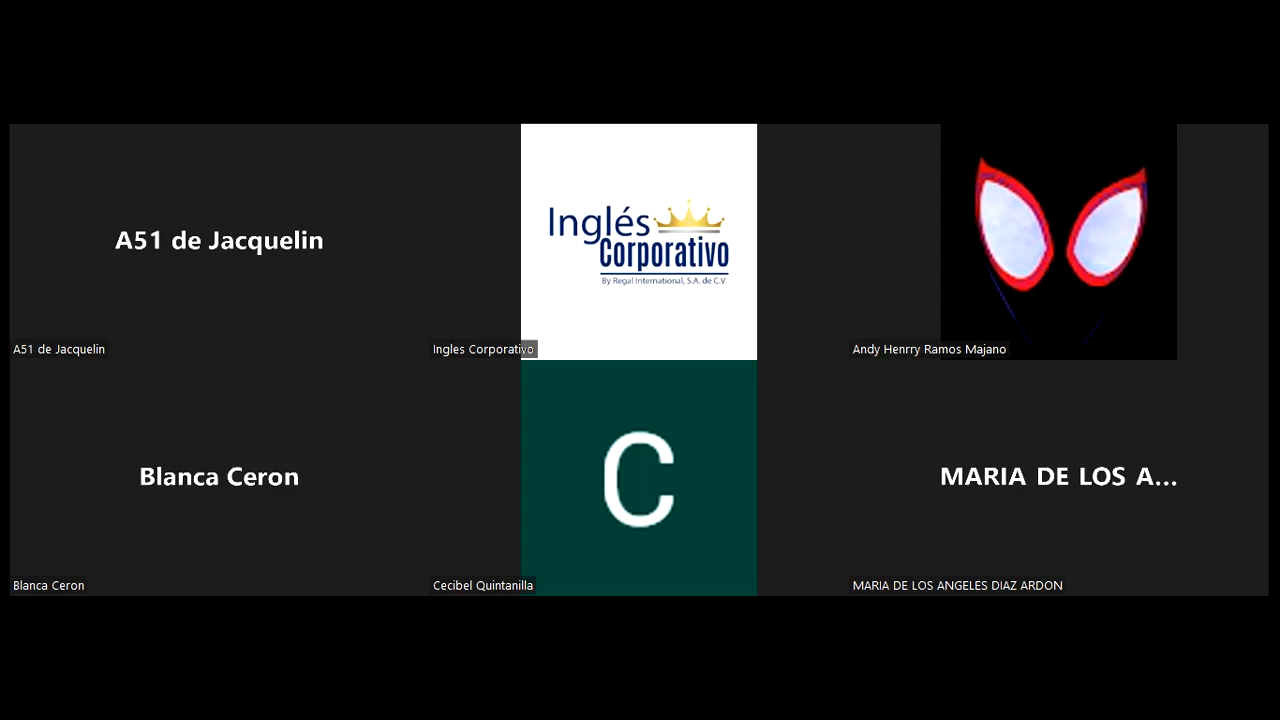 A51 de Jacquelin
A51 de Jacquelin
Inglés
Corporativo
By Regal International, S.A. de C.V.
Ingles Corporativo
Andy Henrry Ramos Majano
Blanca Ceron
Blanca Ceron
C
Cecibel Quintanilla
MARIA DE LOS A...
MARIA DE LOS ANGELES DIAZ ARDON